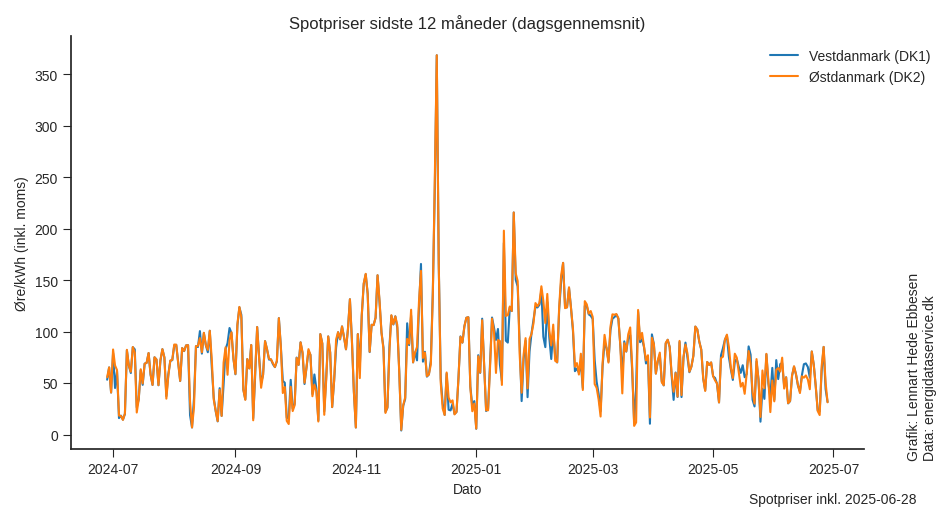 Spotpriser sidste 12 måneder (dagsgennemsnit)
Vestdanmark (DK1)
Østdanmark (DK2)
Øre/kWh (inkl. moms)
350
300
250
200
150
100
50
0
2024-07
2024-09
2024-11
2025-01
2025-03
2025-05
2025-07
Dato
Grafik: Lennart Hede Ebbesen
Data: energidataservice.dk
Spotpriser inkl. 2025-06-28